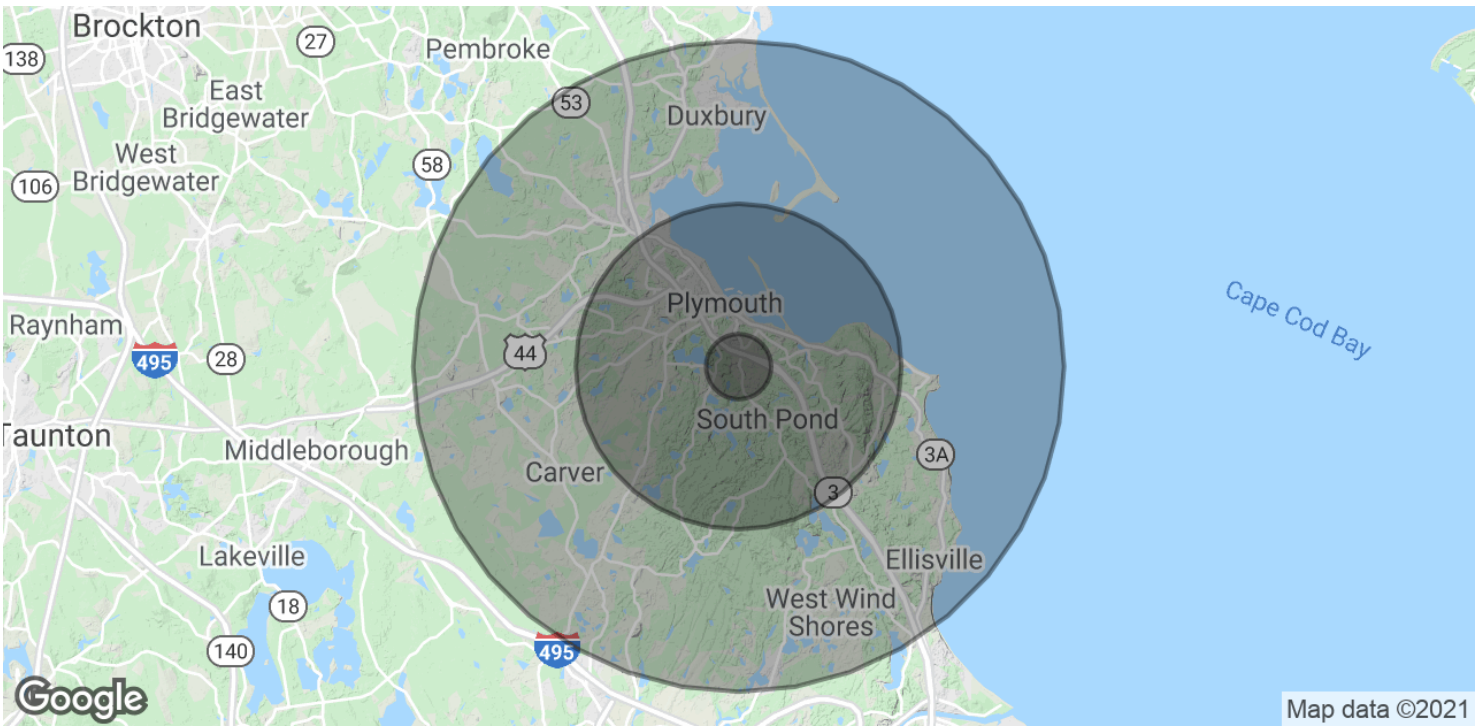 Brockton
27
138
Pembroke
East
Bridgewater
53
Duxbury
West
Bridgewater
58
106
Plymouth
Cape Cod Bay
Raynham
495
28
44
South Pond
Taunton
Middleborough
Carver
3A
3
Lakeville
Ellisville
18
West Wind
Shores
140
495
Google
Map data ©2021